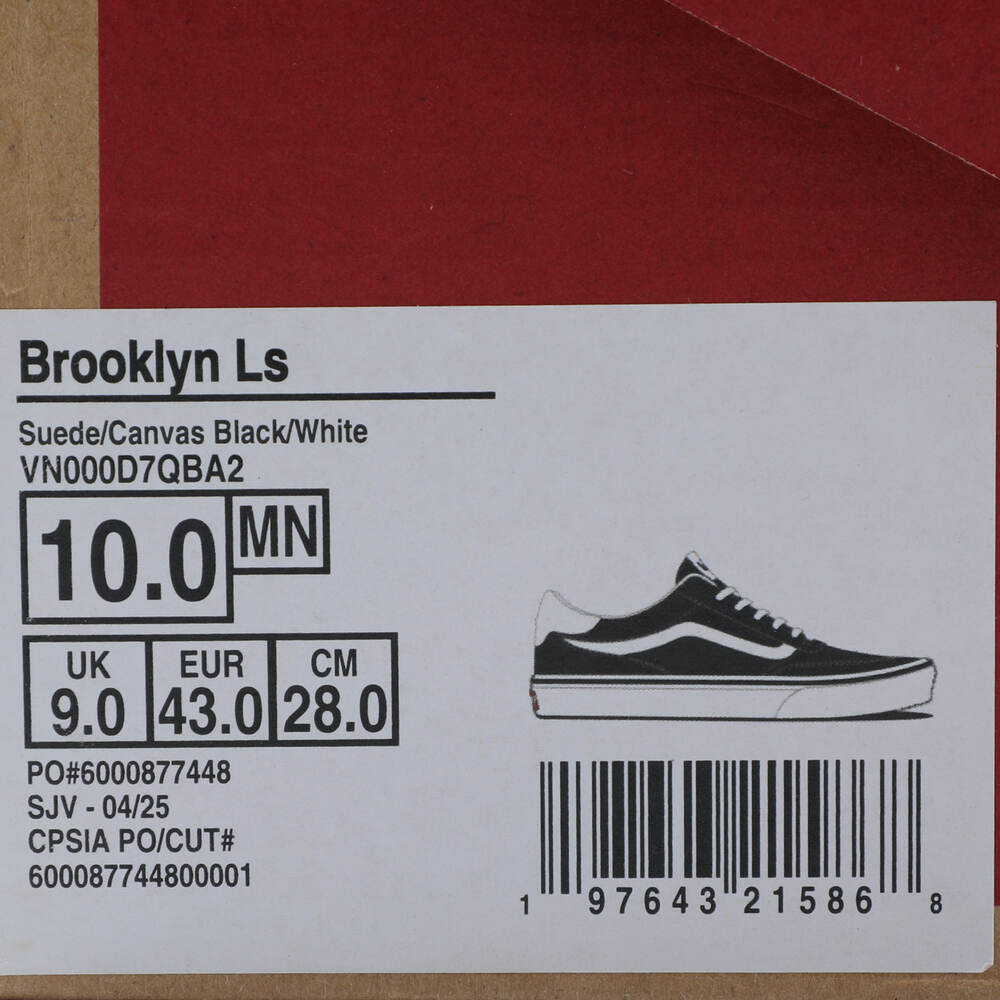 Brooklyn Ls
Suede/Canvas Black/White
VN000D7QBA2
10.0 MN
UK EUR CM
9.0 43.0 28.0
PO#6000877448
SJV - 04/25
CPSIA PO/CUT#
600087744800001
1 97643 21586 8